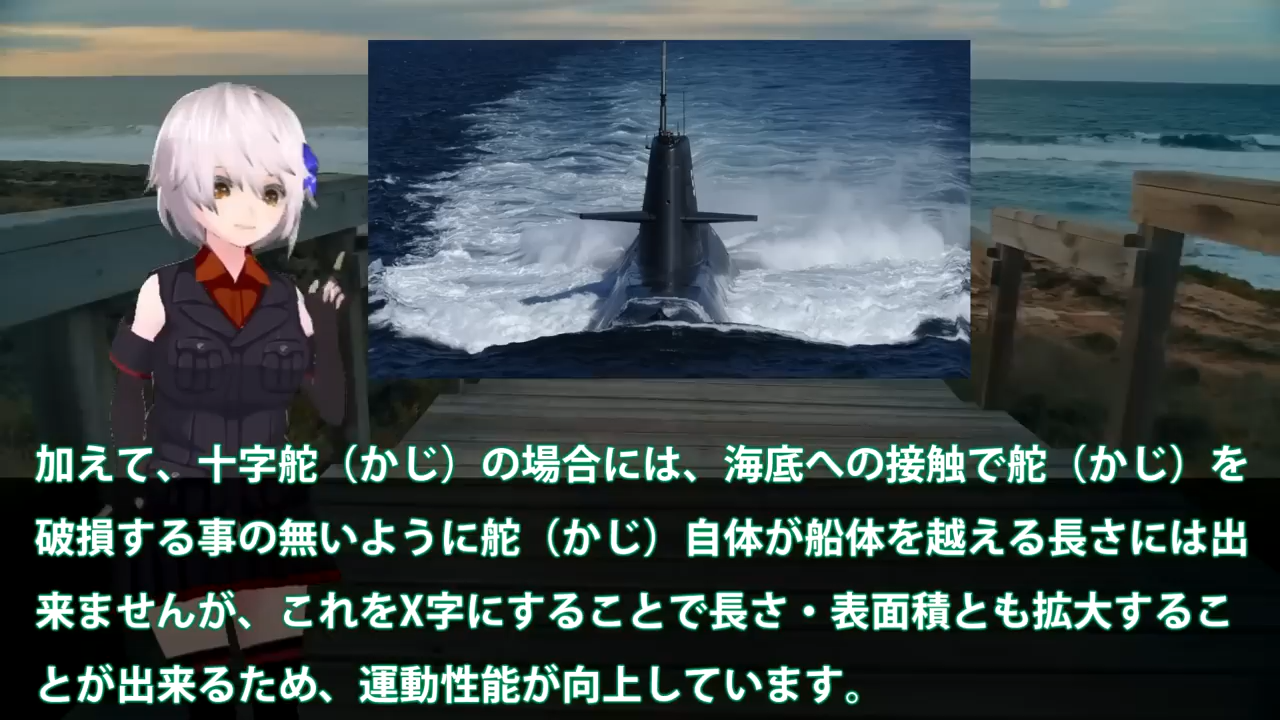 加えて、十字舵（かじ）の場合には、海底への接触で舵（かじ）を
破損する事の無いように舵（かじ）自体が船体を越える長さには出
来ませんが、これをX字にすることで長さ・表面積とも拡大するこ
とが出来るため、運動性能が向上しています。